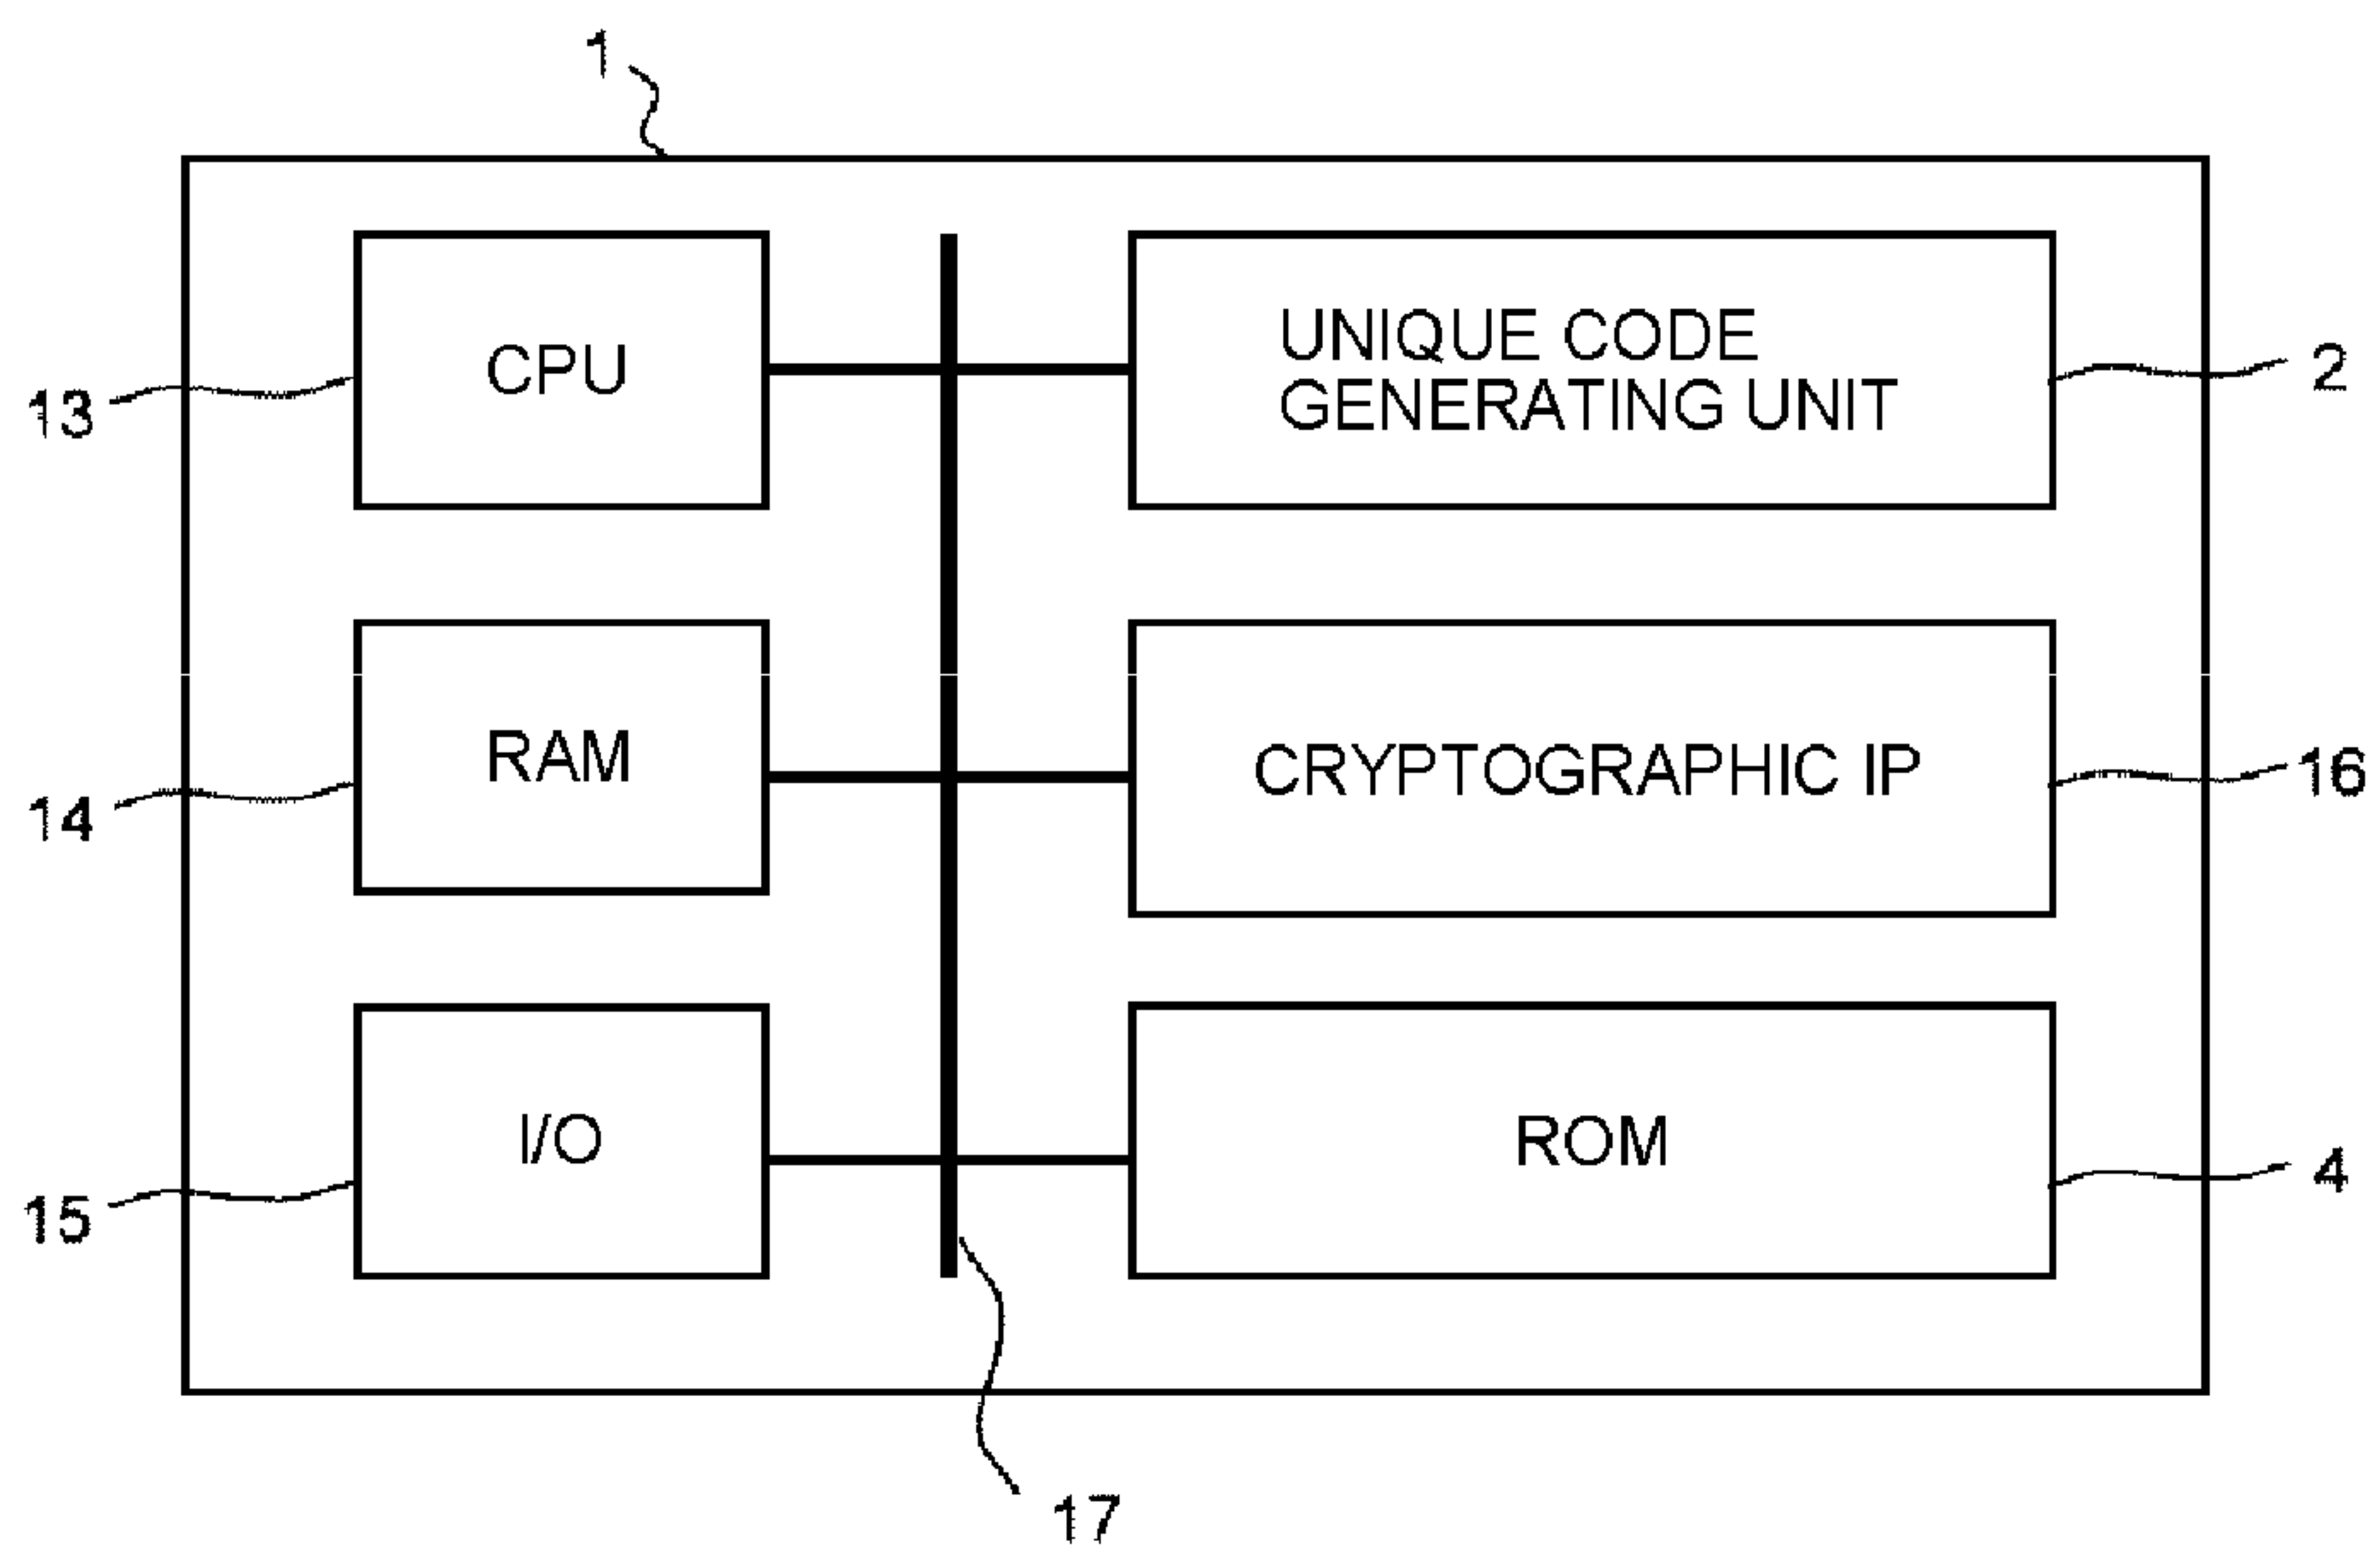 1
CPU
UNIQUE CODE
GENERATING UNIT
13
2
RAM
CRYPTOGRAPHIC IP
14
16
I/O
ROM
15
4
17